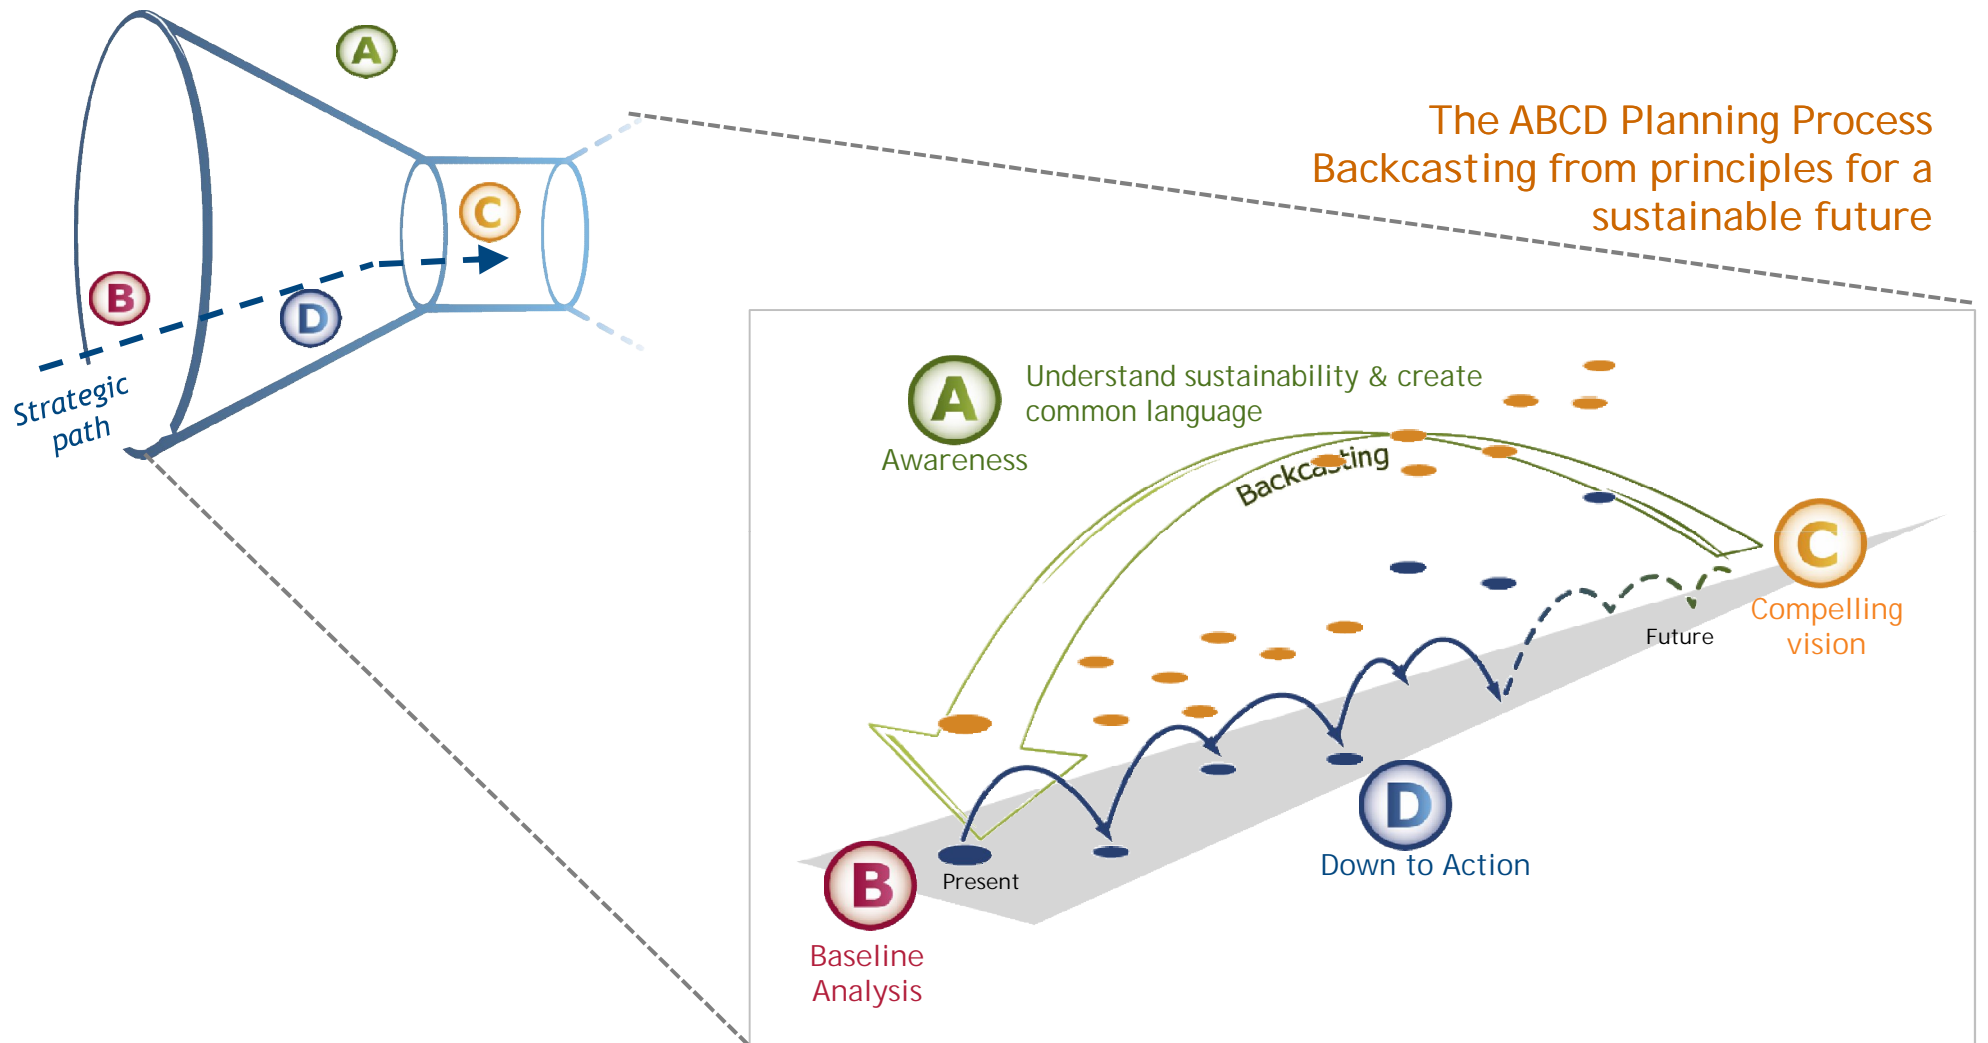 A
The ABCD Planning Process
Backcasting from principles for a
sustainable future
C
B
D
Strategic
path
A
Understand sustainability & create
common language
Awareness
Backcasting
C
Compelling
vision
Future
D
Down to Action
B
Present
Baseline
Analysis